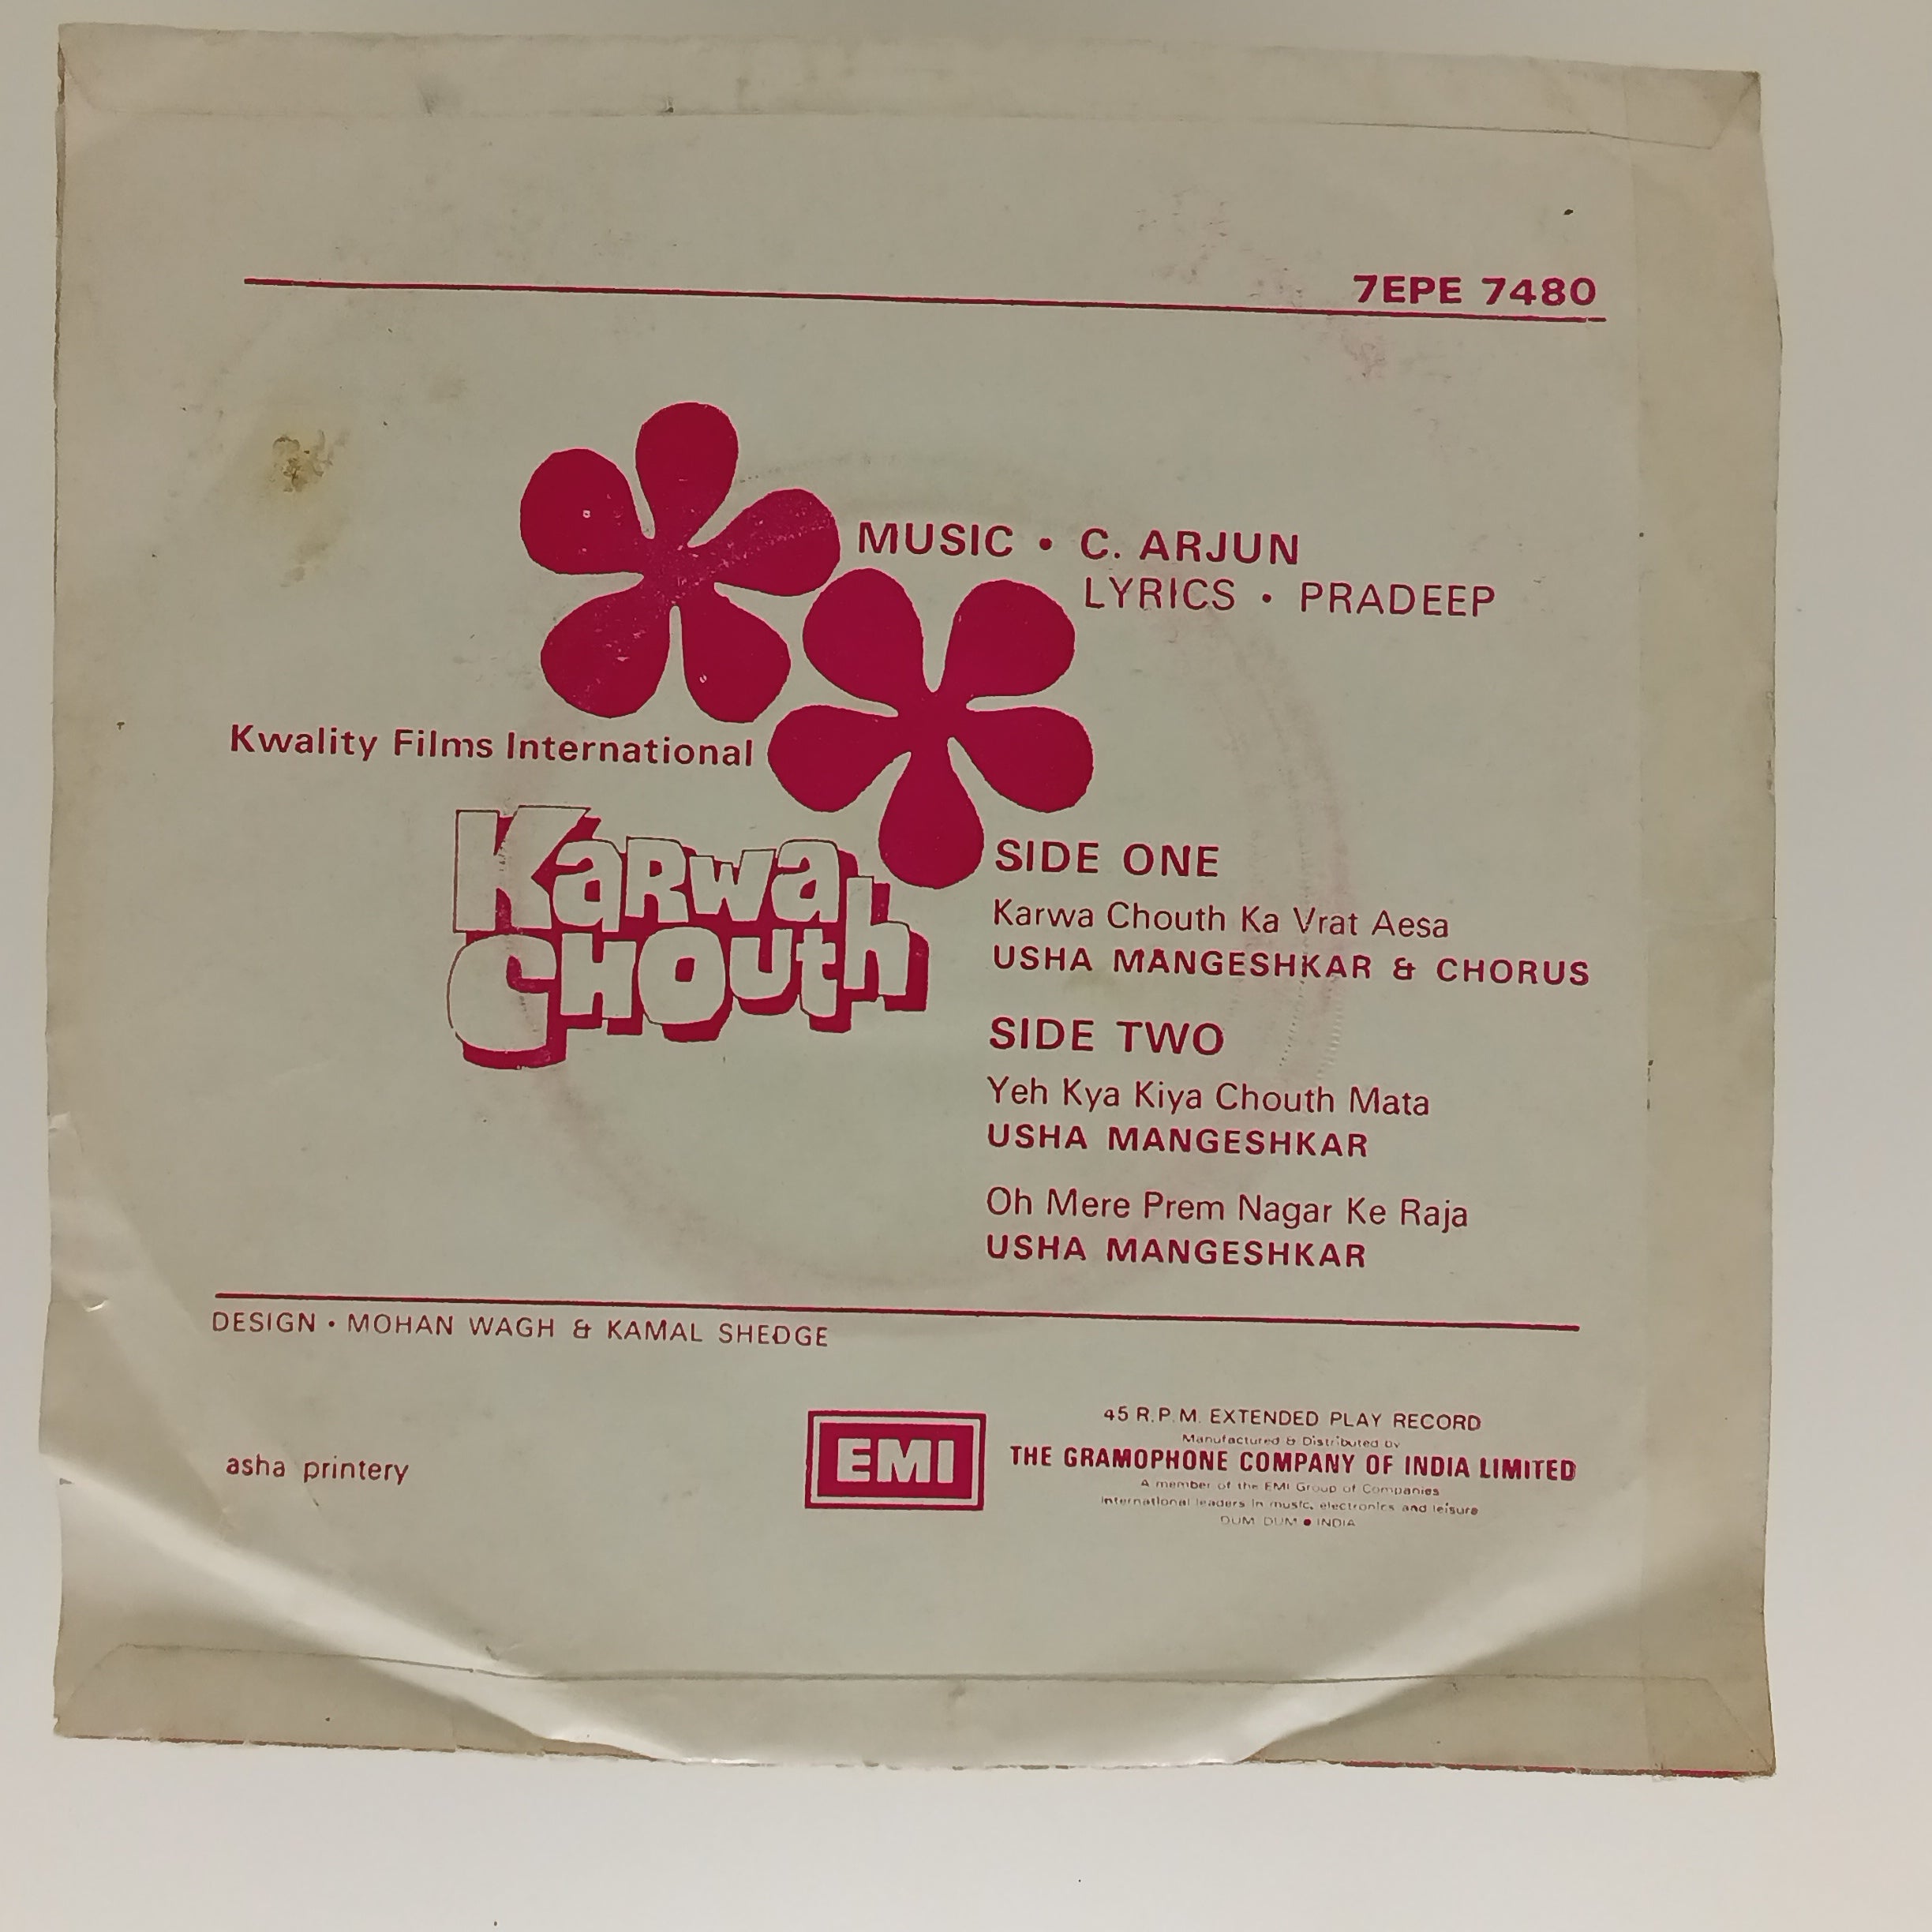 7EPE 7480
MUSIC • C. ARJUN
LYRICS • PRADEEP
Kwality Films International
KaRwa
CHOUth
SIDE ONE
Karwa Chouth Ka Vrat Aesa
USHA MANGESHKAR & CHORUS
SIDE TWO
Yeh Kya Kiya Chouth Mata
USHA MANGESHKAR
Oh Mere Prem Nagar Ke Raja
USHA MANGESHKAR
DESIGN • MOHAN WAGH & KAMAL SHEDGE
asha printery
EMI
45 R.P.M. EXTENDED PLAY RECORD
Manufactured & Distributed by
THE GRAMOPHONE COMPANY OF INDIA LIMITED
A member of the EMI Group of Companies
International leaders in music, electronics and leisure
DUM DUM • INDIA